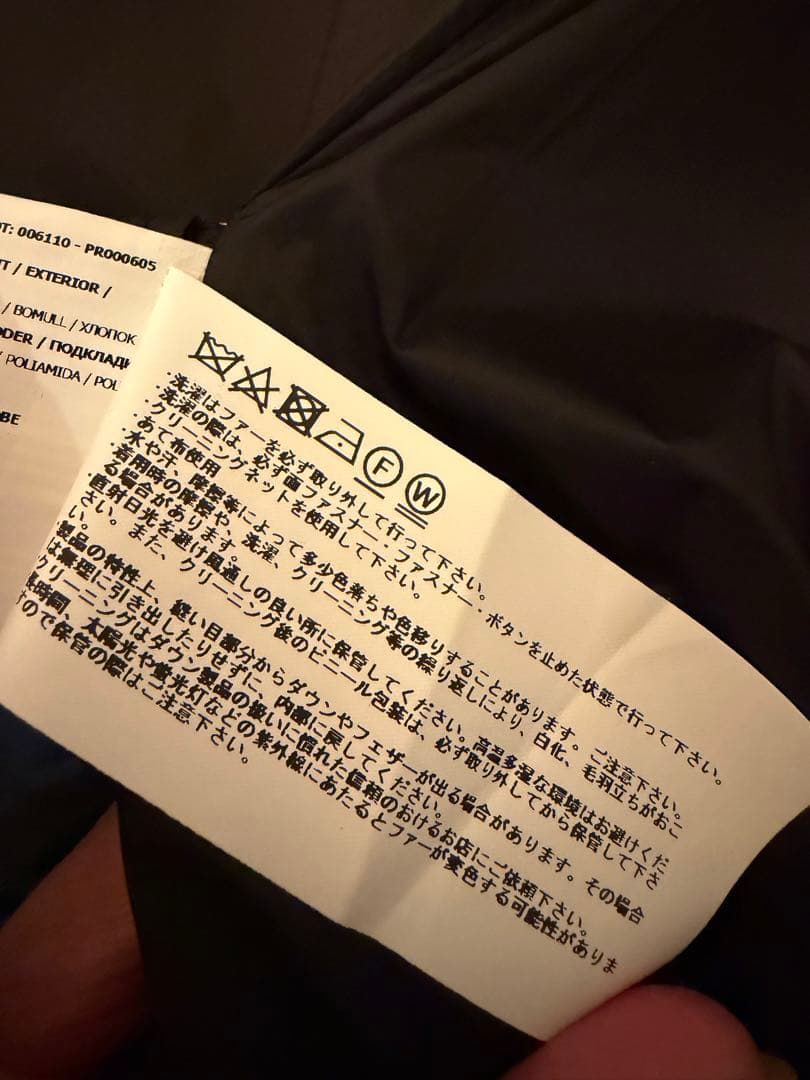 T: 006110 - PR000605
T / EXTERIOR /
/ BOMULL / ХЛОПОК
DER / ПОДКЛАДК
/ POLIAMIDA / POL
BE
F W
・洗濯はファーを必ず取り外して行って下さい。
・洗濯の際は、必ず面ファスナー・ファスナー・ボタンを止めた状態で行って下さい。
・クリーニングネットを使用して下さい。
・あて布使用
・水や汗、摩擦等によって多少色落ちや色移りすることがあります。ご注意下さい。
・着用時の摩擦や、洗濯、クリーニング等の繰り返しにより、白化、毛羽立ちがおこ
る場合があります。
直射日光を避け風通しの良い所に保管してください。高温多湿な環境はお避けくだ
さい。また、クリーニング後のビニール包装は、必ず取り外してから保管して下さ
い。
製品の特性上、縫い目部分からダウンやフェザーが出る場合があります。その場合
は無理に引き出したりせずに、内部に戻してください。
クリーニングはダウン製品の扱いに慣れた信頼のおけるお店にご依頼下さい。
長時間、太陽光や蛍光灯などの紫外線にあたるとファーが変色する可能性がありま
すので保管の際はご注意下さい。